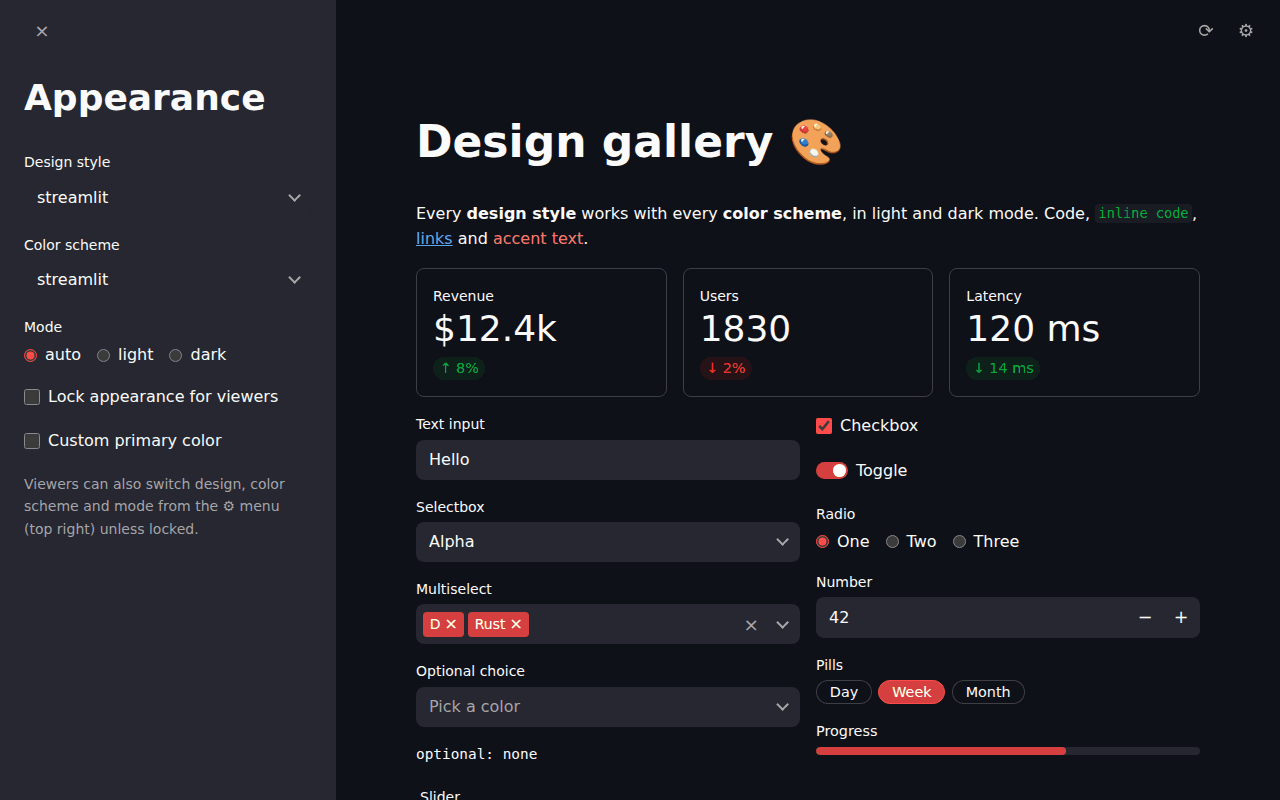 Appearance
Design style
streamlit
Color scheme
streamlit
Mode
auto light dark
Lock appearance for viewers
Custom primary color
Viewers can also switch design, color
scheme and mode from the ⚙ menu
(top right) unless locked.
Design gallery 🎨
Every design style works with every color scheme, in light and dark mode. Code, inline code,
links and accent text.
Revenue
$12.4k
↑ 8%
Users
1830
↓ 2%
Latency
120 ms
↓ 14 ms
Text input
Hello
Selectbox
Alpha
Multiselect
D ✕ Rust ✕
Optional choice
Pick a color
optional: none
Slider
Checkbox
Toggle
Radio
One Two Three
Number
42 − +
Pills
Day Week Month
Progress